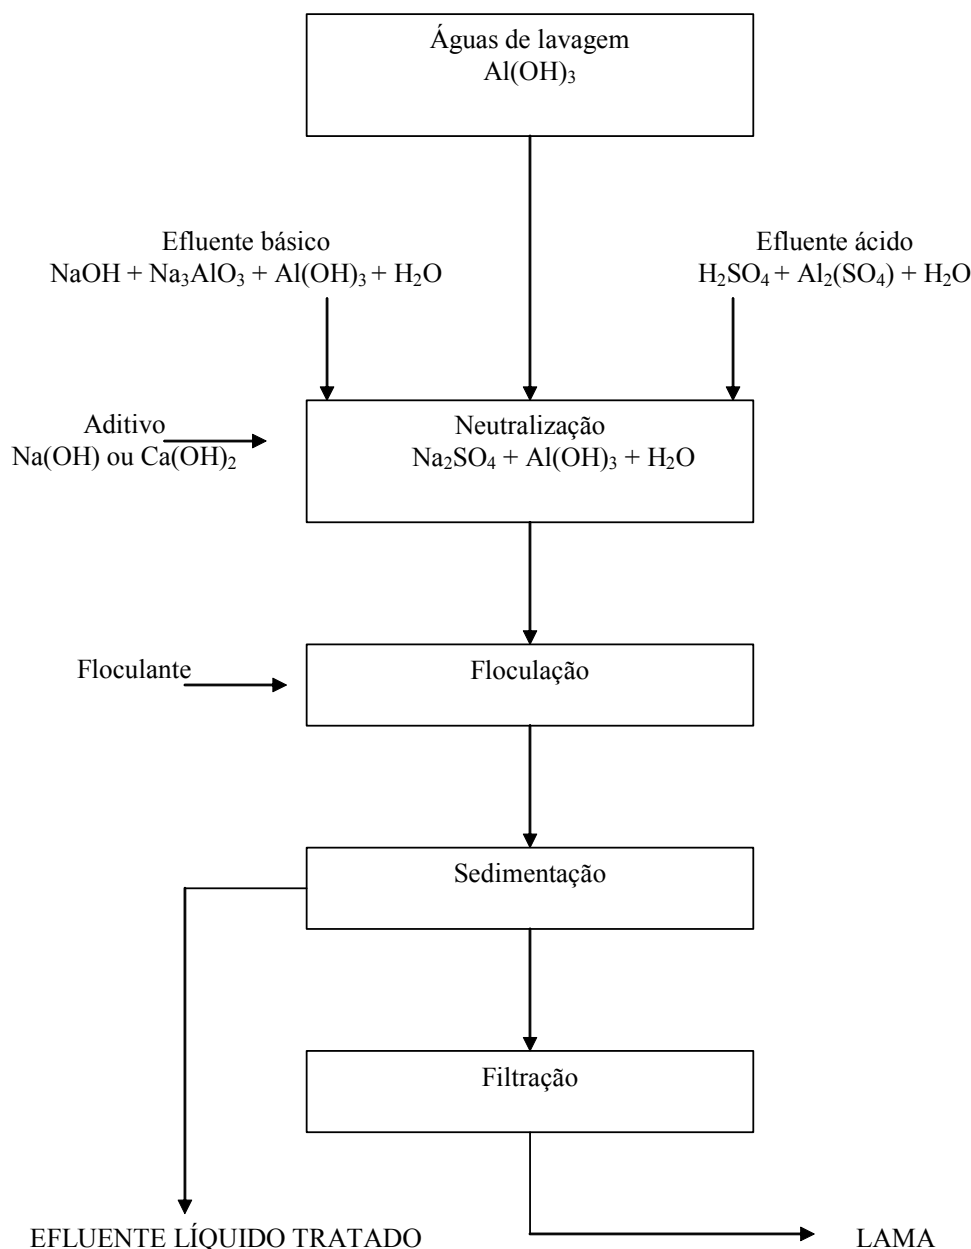 Águas de lavagem
Al(OH)₃
Efluente básico
NaOH + Na₃AlO₃ + Al(OH)₃ + H₂O
Efluente ácido
H₂SO₄ + Al₂(SO₄) + H₂O
Aditivo
Na(OH) ou Ca(OH)₂
Neutralização
Na₂SO₄ + Al(OH)₃ + H₂O
Floculante
Floculação
Sedimentação
Filtração
EFLUENTE LÍQUIDO TRATADO
LAMA